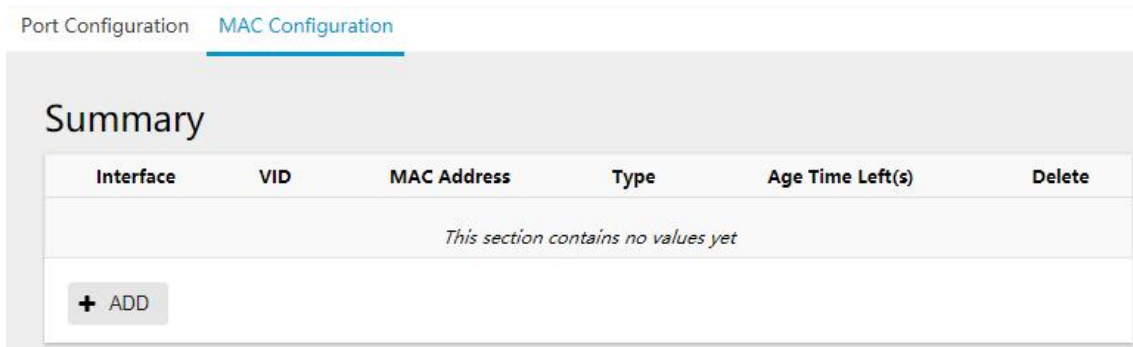 Port Configuration MAC Configuration
Summary
Interface VID MAC Address Type Age Time Left(s) Delete
This section contains no values yet
+ ADD